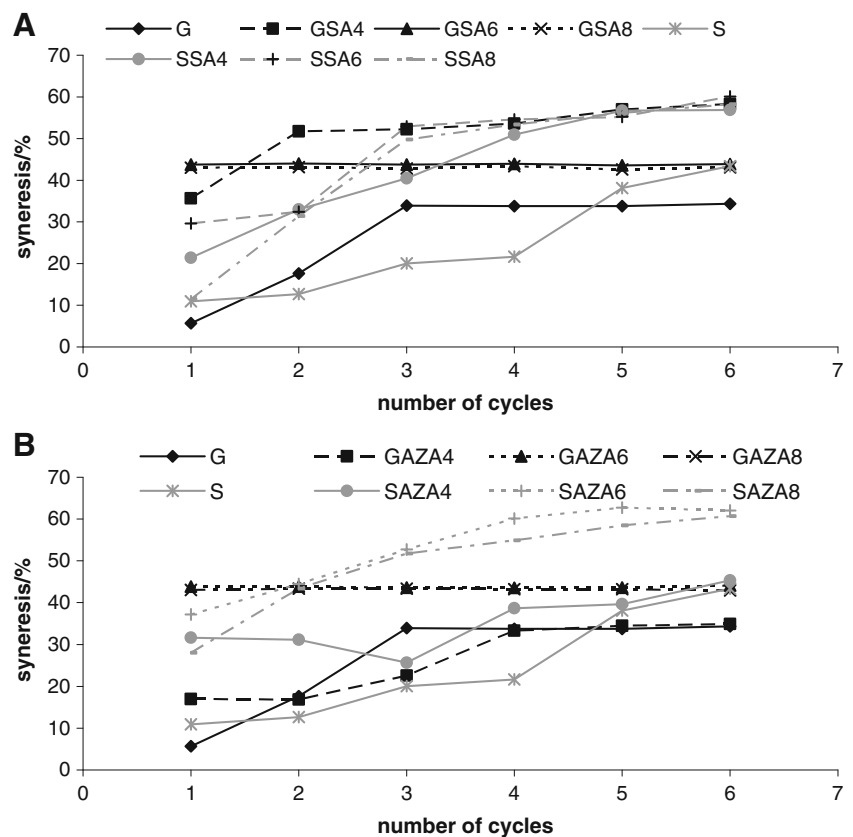 A
G GSA4 GSA6 GSA8 S
SSA4 SSA6 SSA8
70
60
50
40
30
20
10
0
syneresis/%
0 1 2 3 4 5 6 7
number of cycles
B
G GAZA4 GAZA6 GAZA8
S SAZA4 SAZA6 SAZA8
70
60
50
40
30
20
10
0
syneresis/%
0 1 2 3 4 5 6 7
number of cycles